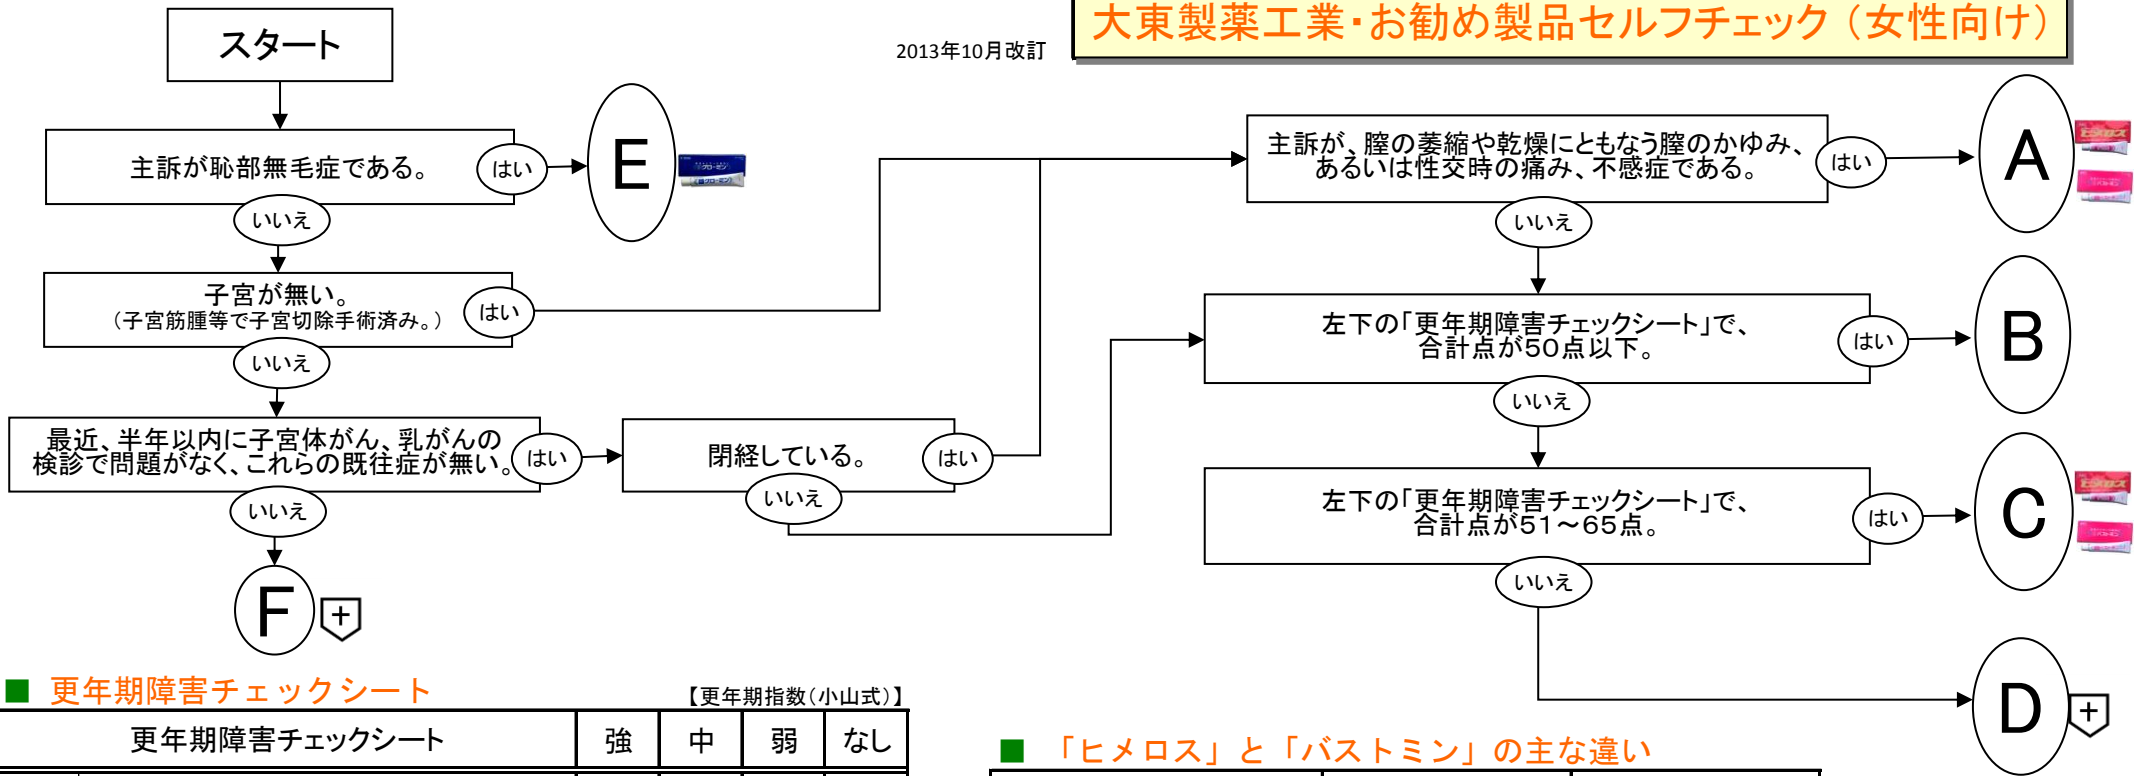 大東製薬工業・お勧め製品セルフチェック（女性向け）
2013年10月改訂
スタート
主訴が恥部無毛症である。
はい
E
いいえ
子宮が無い。
（子宮筋腫等で子宮切除手術済み。）
はい
いいえ
最近、半年以内に子宮体がん、乳がんの
検診で問題がなく、これらの既往症が無い。
はい
いいえ
F
+
閉経している。
はい
いいえ
主訴が、膣の萎縮や乾燥にともなう膣のかゆみ、
あるいは性交時の痛み、不感症である。
はい
A
いいえ
左下の「更年期障害チェックシート」で、
合計点が50点以下。
はい
B
いいえ
左下の「更年期障害チェックシート」で、
合計点が51～65点。
はい
C
いいえ
D
+
■ 更年期障害チェックシート
【更年期指数（小山式）】
更年期障害チェックシート 強 中 弱 なし
■ 「ヒメロス」と「バストミン」の主な違い